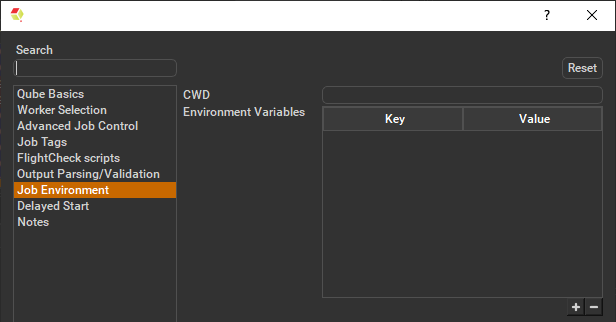 Search
Reset
Qube Basics
Worker Selection
Advanced Job Control
Job Tags
FlightCheck scripts
Output Parsing/Validation
Job Environment
Delayed Start
Notes
CWD
Environment Variables
Key Value